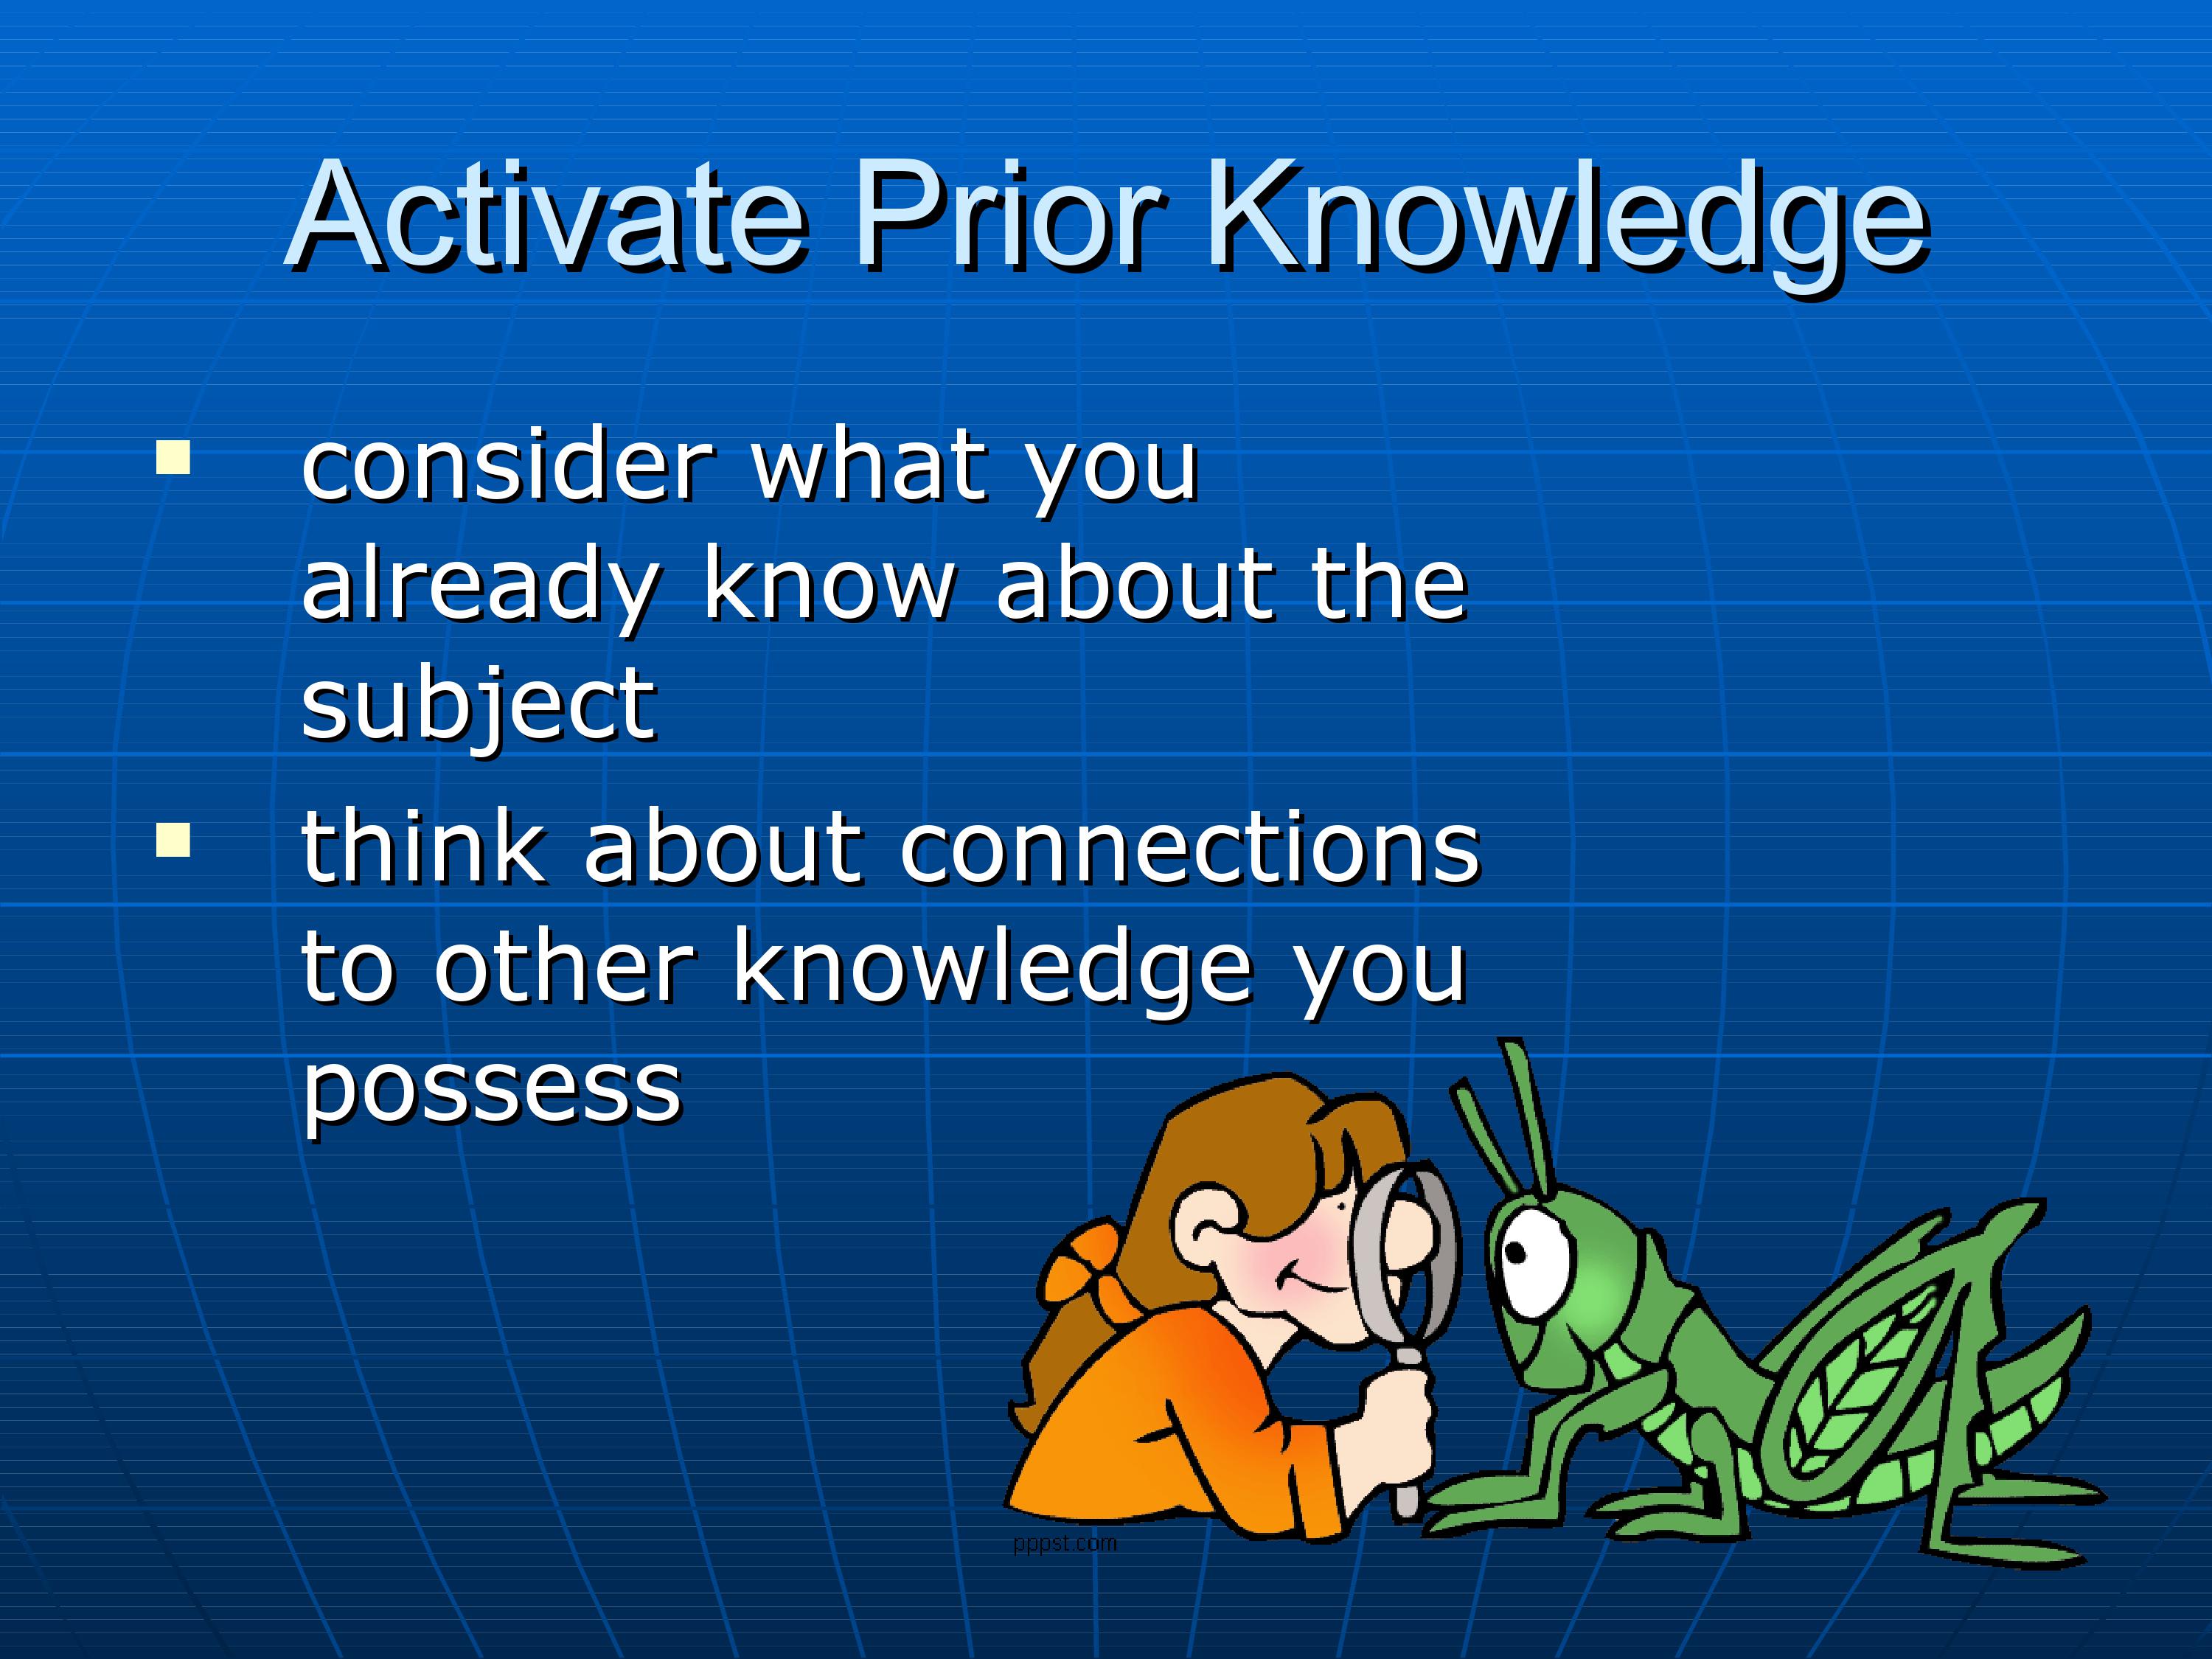 Activate Prior Knowledge
consider what you
already know about the
subject
think about connections
to other knowledge you
possess
pppst.com